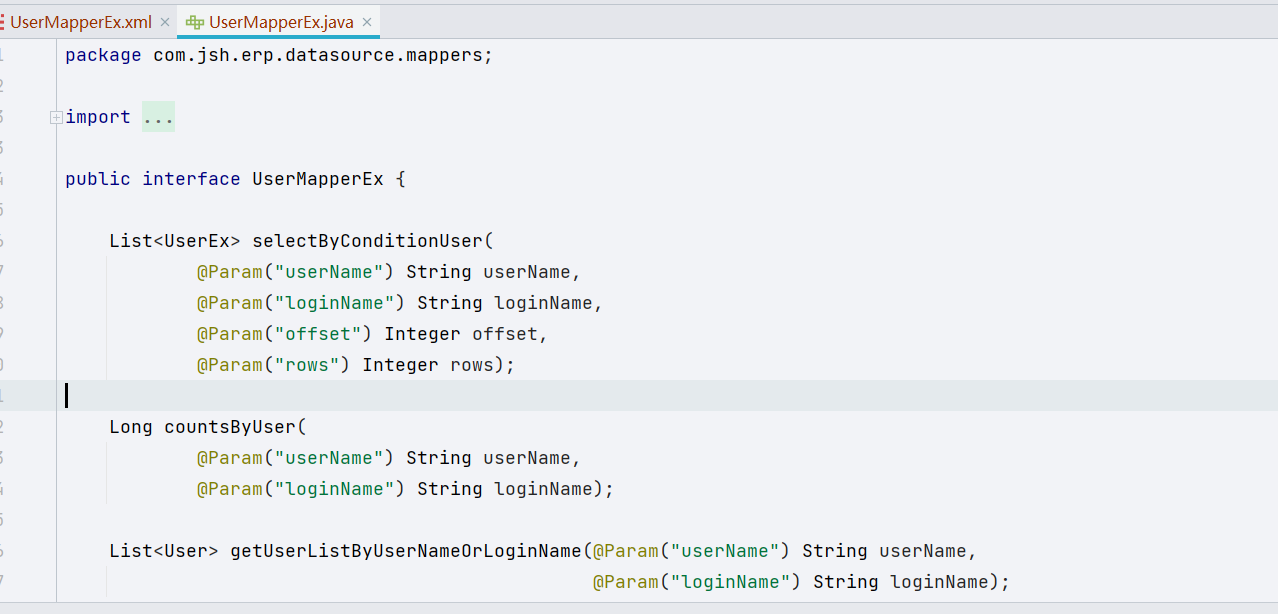 UserMapperEx.xml × UserMapperEx.java ×
package com.jsh.erp.datasource.mappers;
import ...
public interface UserMapperEx {
List<UserEx> selectByConditionUser(
@Param("userName") String userName,
@Param("loginName") String loginName,
@Param("offset") Integer offset,
@Param("rows") Integer rows);
Long countsByUser(
@Param("userName") String userName,
@Param("loginName") String loginName);
List<User> getUserListByUserNameOrLoginName(@Param("userName") String userName,
@Param("loginName") String loginName);